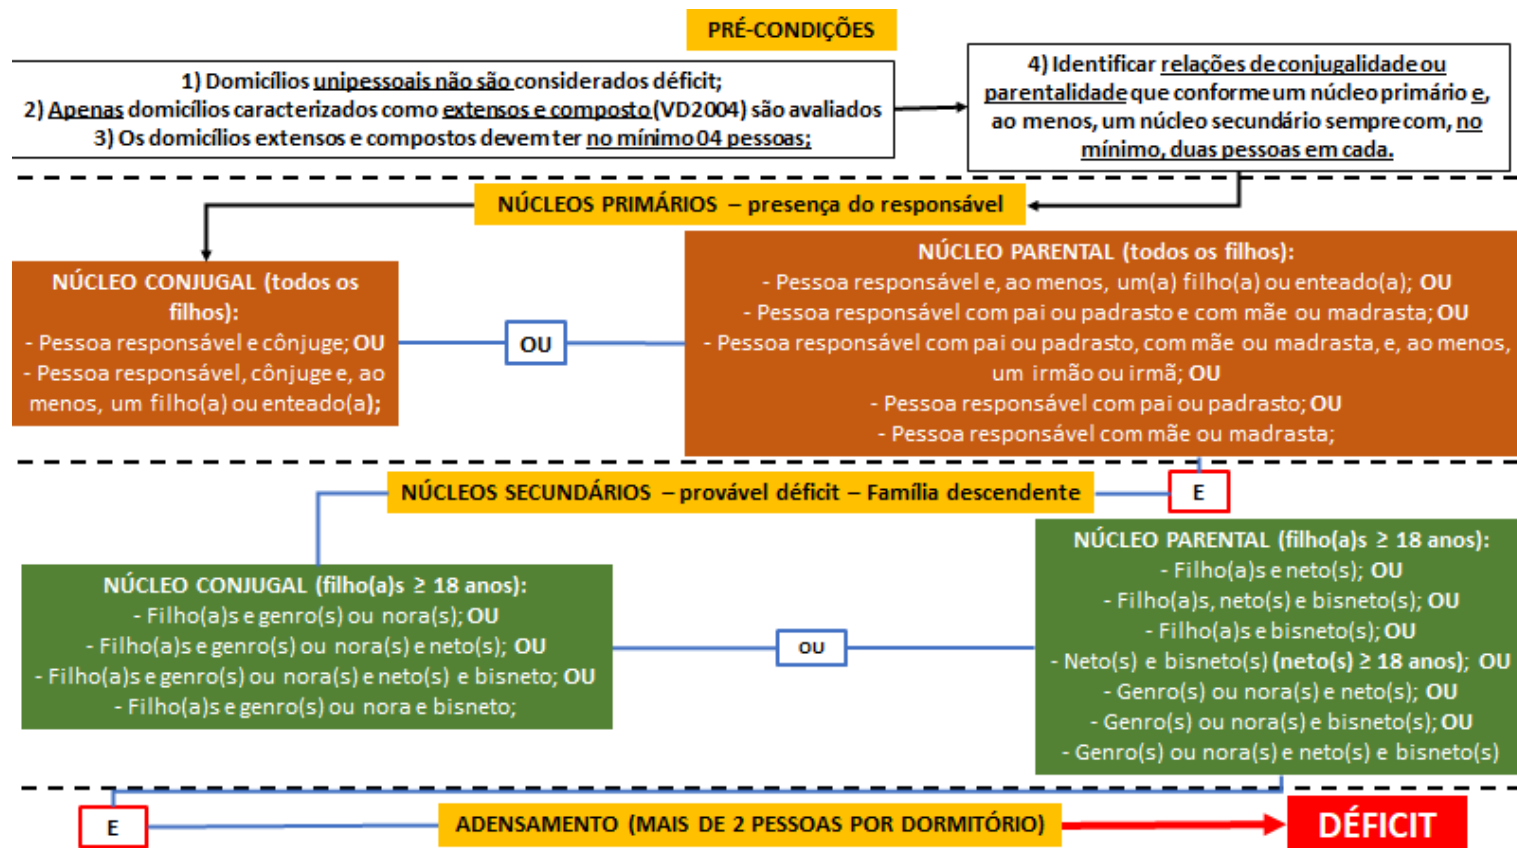 PRÉ-CONDIÇÕES
1) Domicílios unipessoais não são considerados déficit;
2) Apenas domicílios caracterizados como extensos e composto (VD2004) são avaliados
3) Os domicílios extensos e compostos devem ter no mínimo 04 pessoas;
4) Identificar relações de conjugalidade ou
parentalidade que conforme um núcleo primário e,
ao menos, um núcleo secundário sempre com, no
mínimo, duas pessoas em cada.
NÚCLEOS PRIMÁRIOS – presença do responsável
NÚCLEO CONJUGAL (todos os
filhos):
- Pessoa responsável e cônjuge; OU
- Pessoa responsável, cônjuge e, ao
menos, um filho(a) ou enteado(a);
OU
NÚCLEO PARENTAL (todos os filhos):
- Pessoa responsável e, ao menos, um(a) filho(a) ou enteado(a); OU
- Pessoa responsável com pai ou padrasto e com mãe ou madrasta; OU
- Pessoa responsável com pai ou padrasto, com mãe ou madrasta, e, ao menos,
um irmão ou irmã; OU
- Pessoa responsável com pai ou padrasto; OU
- Pessoa responsável com mãe ou madrasta;
NÚCLEOS SECUNDÁRIOS – provável déficit – Família descendente
E
NÚCLEO CONJUGAL (filho(a)s ≥ 18 anos):
- Filho(a)s e genro(s) ou nora(s); OU
- Filho(a)s e genro(s) ou nora(s) e neto(s); OU
- Filho(a)s e genro(s) ou nora(s) e neto(s) e bisneto; OU
- Filho(a)s e genro(s) ou nora e bisneto;
OU
NÚCLEO PARENTAL (filho(a)s ≥ 18 anos):
- Filho(a)s e neto(s); OU
- Filho(a)s, neto(s) e bisneto(s); OU
- Filho(a)s e bisneto(s); OU
- Neto(s) e bisneto(s) (neto(s) ≥ 18 anos); OU
- Genro(s) ou nora(s) e neto(s); OU
- Genro(s) ou nora(s) e bisneto(s); OU
- Genro(s) ou nora(s) e neto(s) e bisneto(s)
E
ADENSAMENTO (MAIS DE 2 PESSOAS POR DORMITÓRIO)
DÉFICIT